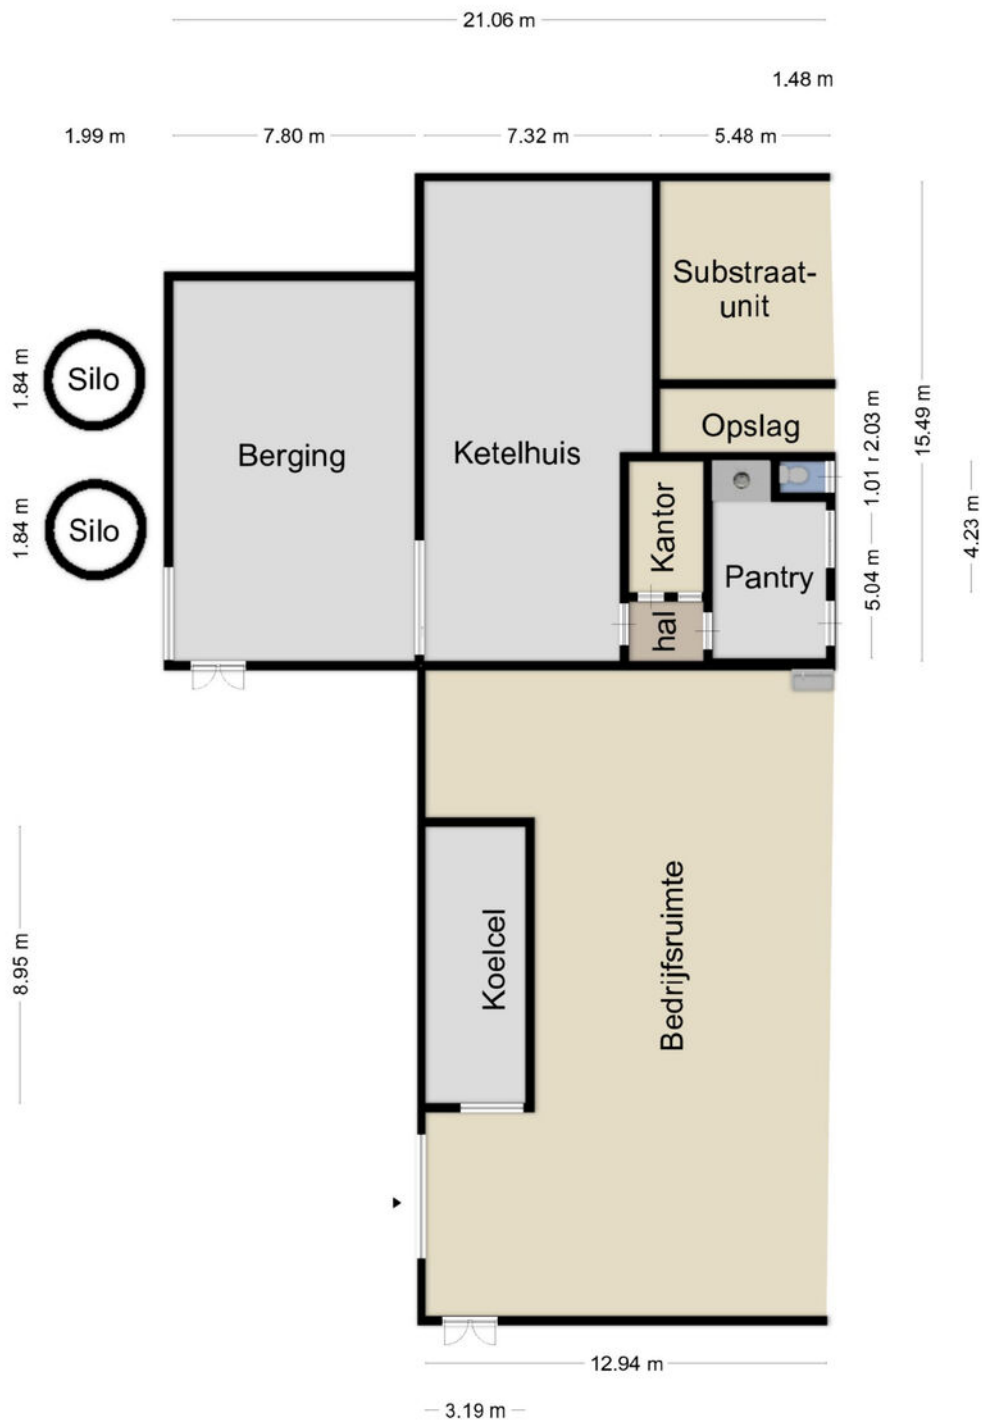 21.06 m
1.48 m
1.99 m
7.80 m
7.32 m
5.48 m
Substraat-
unit
1.84 m
Silo
Opslag
2.03 m
15.49 m
Berging
Ketelhuis
1.01
1.84 m
Silo
Kantor
4.23 m
Pantry
5.04 m
hal
8.95 m
Koelcel
Bedrijfsruimte
12.94 m
3.19 m